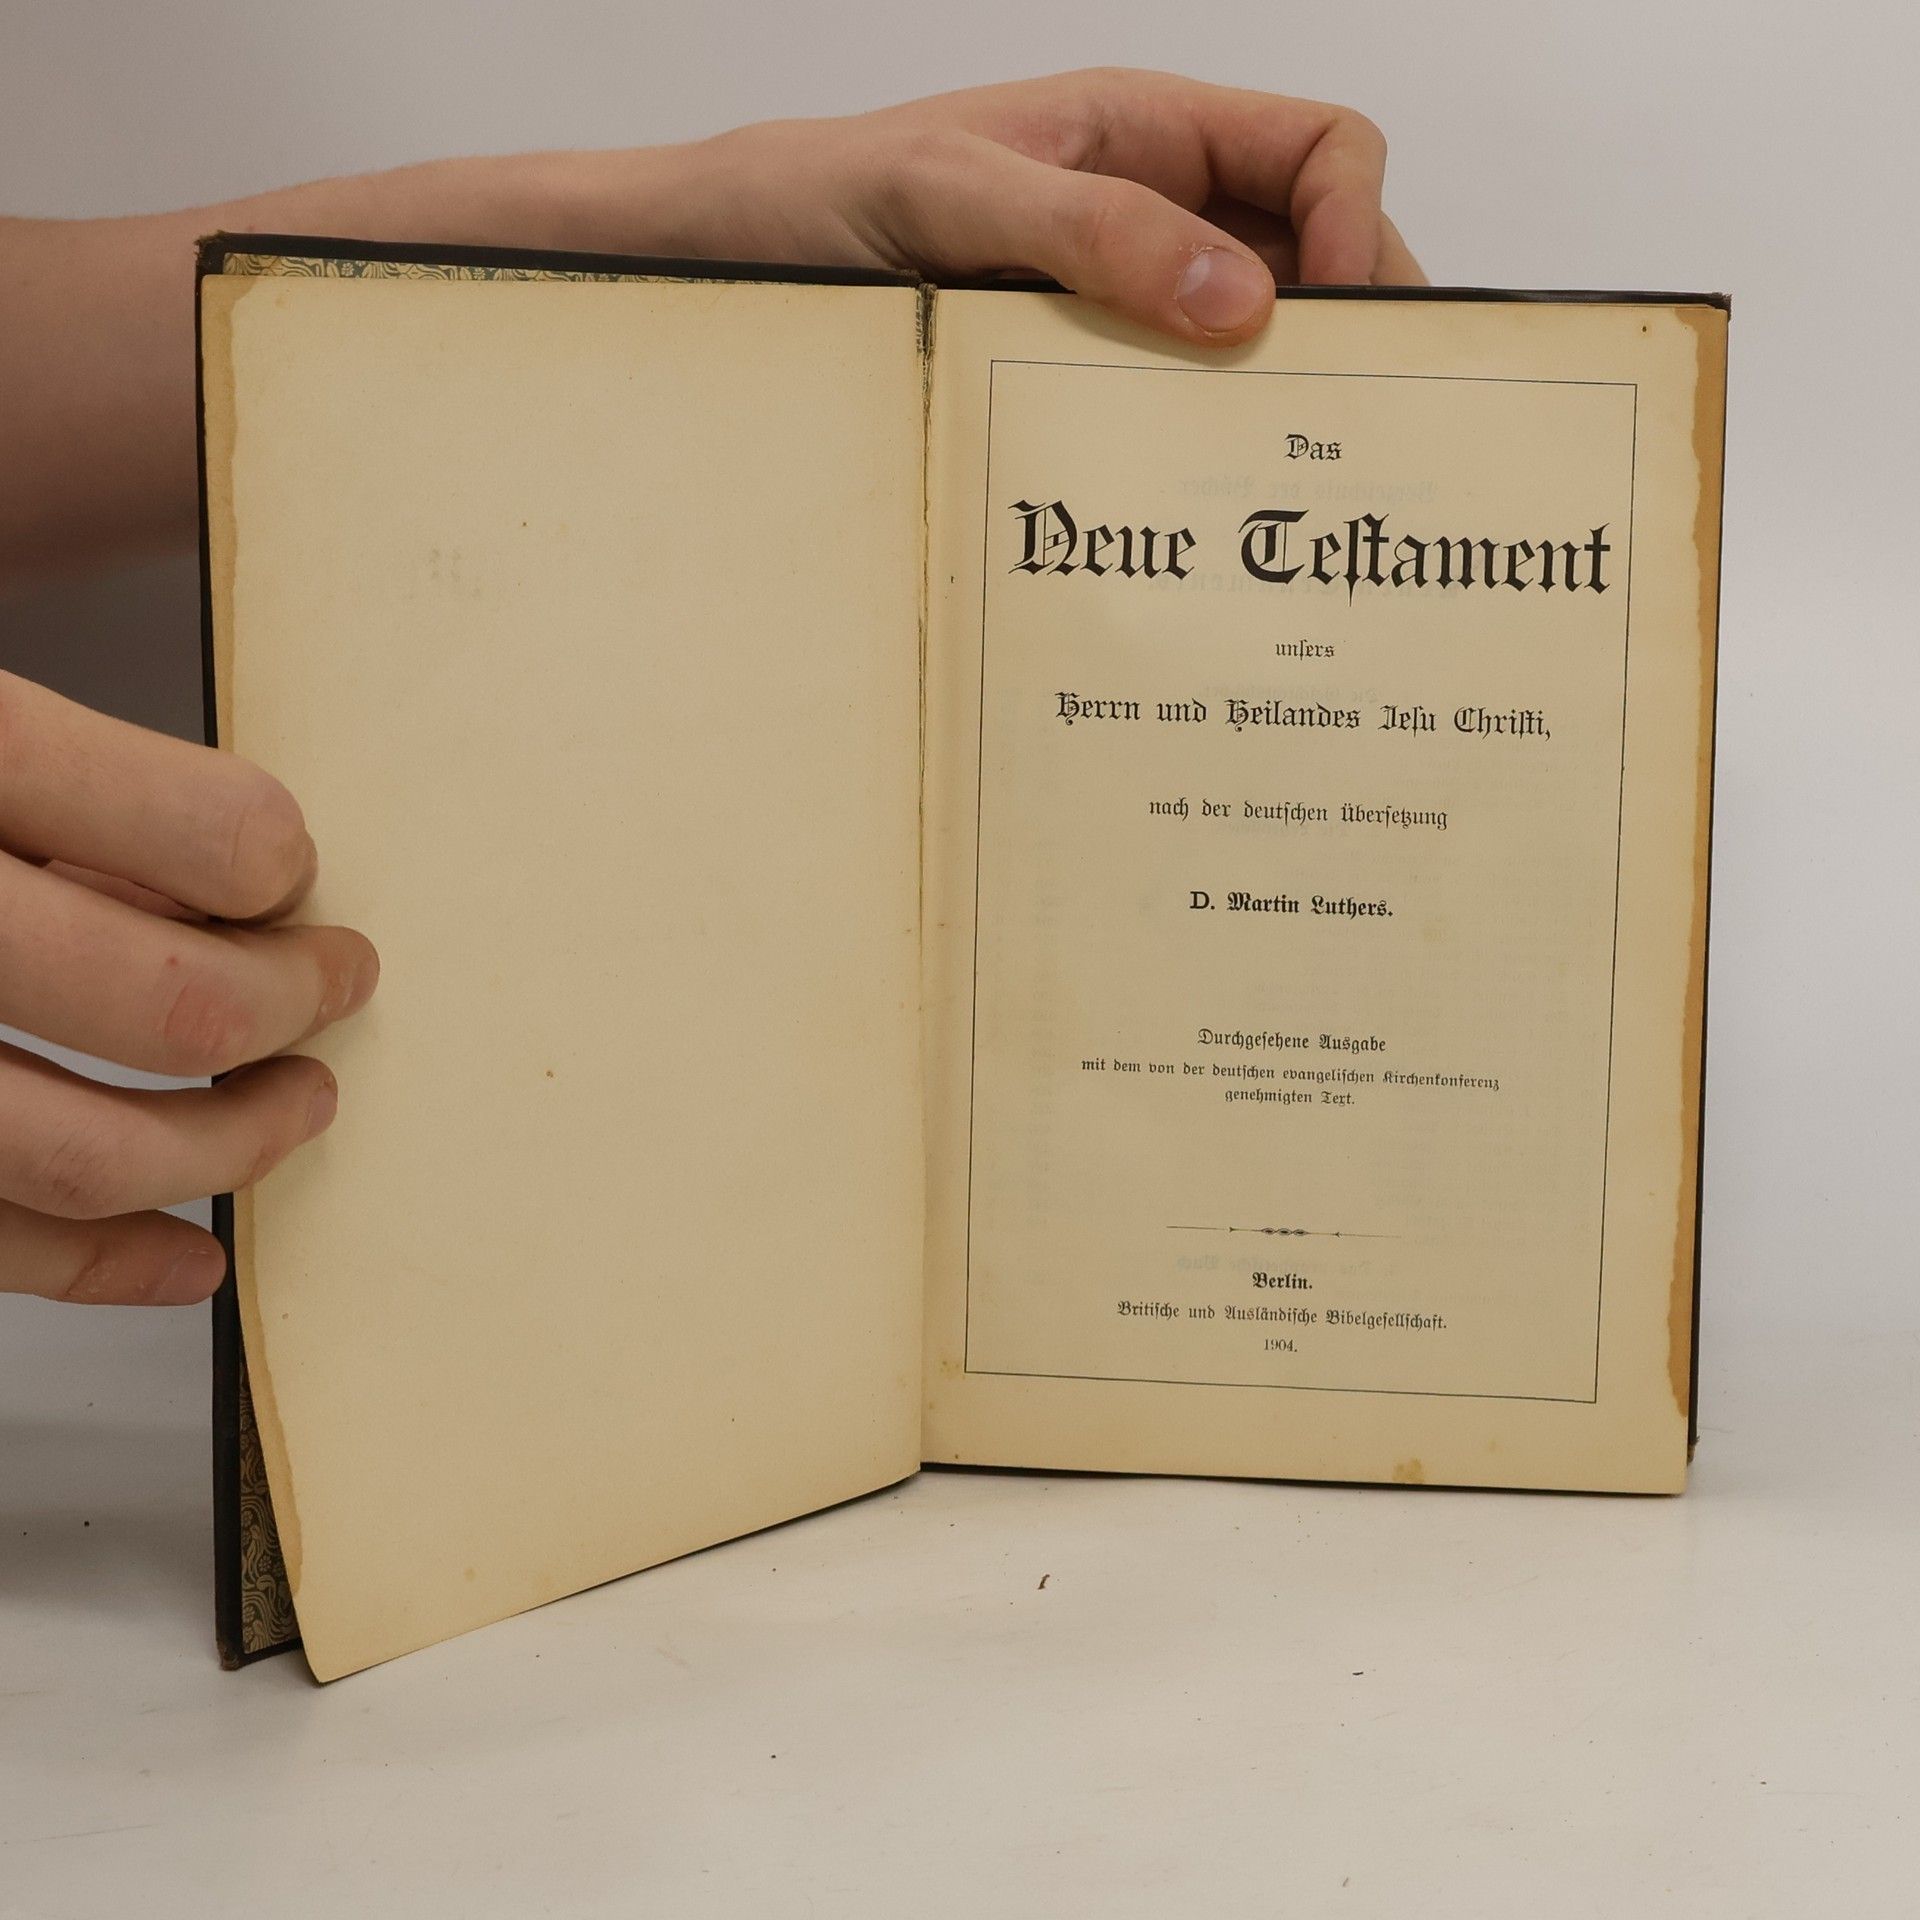 Das
Neue Teſtament
unſers
Herrn und Heilandes Jeſu Chriſti,
nach der deutſchen Überſetzung
D. Martin Luthers.
Durchgeſehene Ausgabe
mit dem von der deutſchen evangeliſchen Kirchenkonferenz
genehmigten Text.
Berlin.
Britiſche und Ausländiſche Bibelgeſellſchaft.
1904.